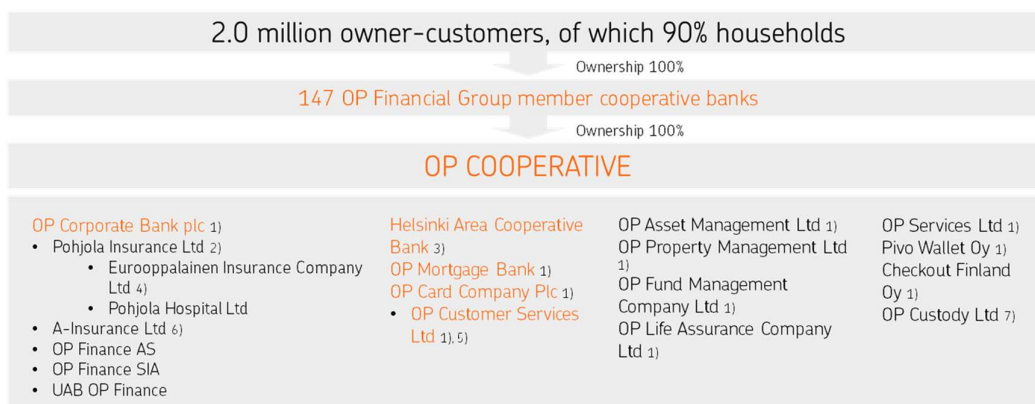 2.0 million owner-customers, of which 90% households
Ownership 100%
147 OP Financial Group member cooperative banks
Ownership 100%
OP COOPERATIVE
OP Corporate Bank plc 1)
• Pohjola Insurance Ltd 2)
• Eurooppalainen Insurance Company
Ltd 4)
• Pohjola Hospital Ltd
• A-Insurance Ltd 6)
• OP Finance AS
• OP Finance SIA
• UAB OP Finance
Helsinki Area Cooperative
Bank 3)
OP Mortgage Bank 1)
OP Card Company Plc 1)
• OP Customer Services
Ltd 1), 5)
OP Asset Management Ltd 1)
OP Property Management Ltd
1)
OP Fund Management
Company Ltd 1)
OP Life Assurance Company
Ltd 1)
OP Services Ltd 1)
Pivo Wallet Oy 1)
Checkout Finland
Oy 1)
OP Custody Ltd 7)